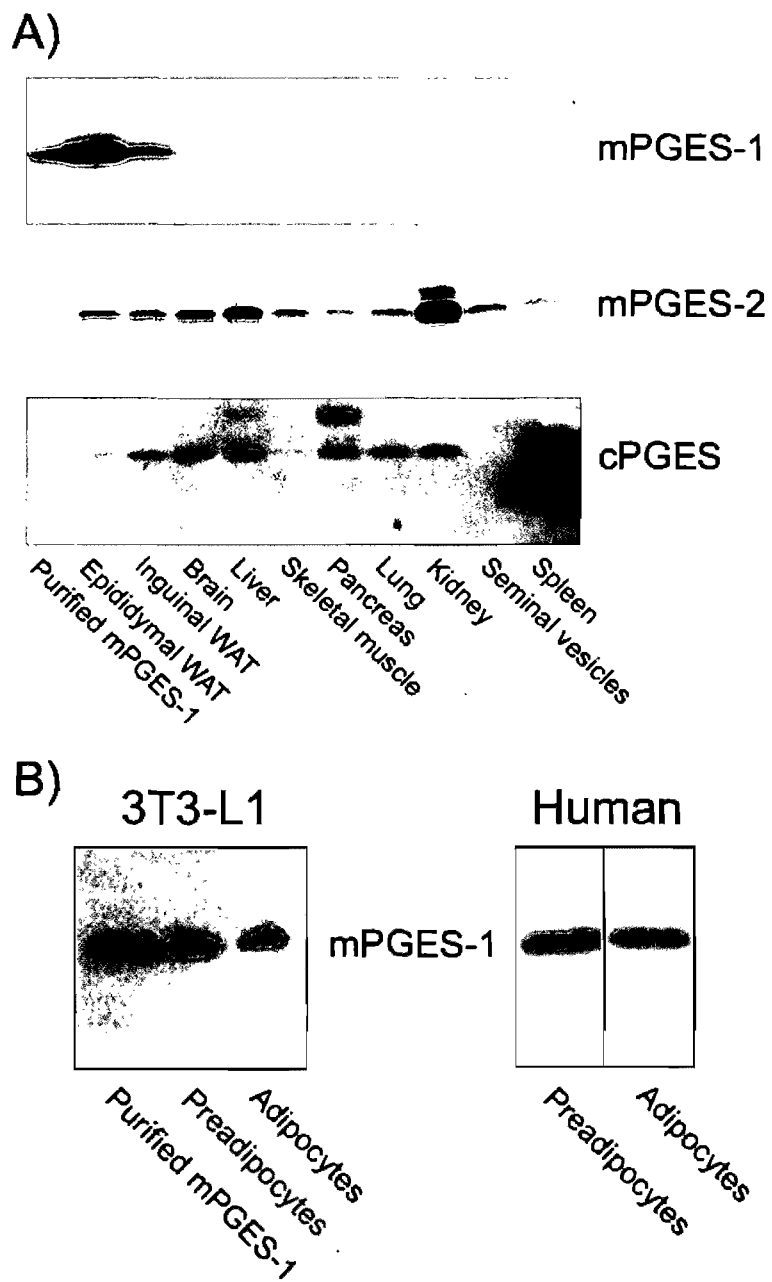 A)
mPGES-1
mPGES-2
cPGES
Purified mPGES-1
Epididymal WAT
Inguinal WAT
Brain
Liver
Skeletal muscle
Pancreas
Lung
Kidney
Seminal vesicles
Spleen
B)
3T3-L1
Human
mPGES-1
Purified mPGES-1
Preadipocytes
Adipocytes
Preadipocytes
Adipocytes